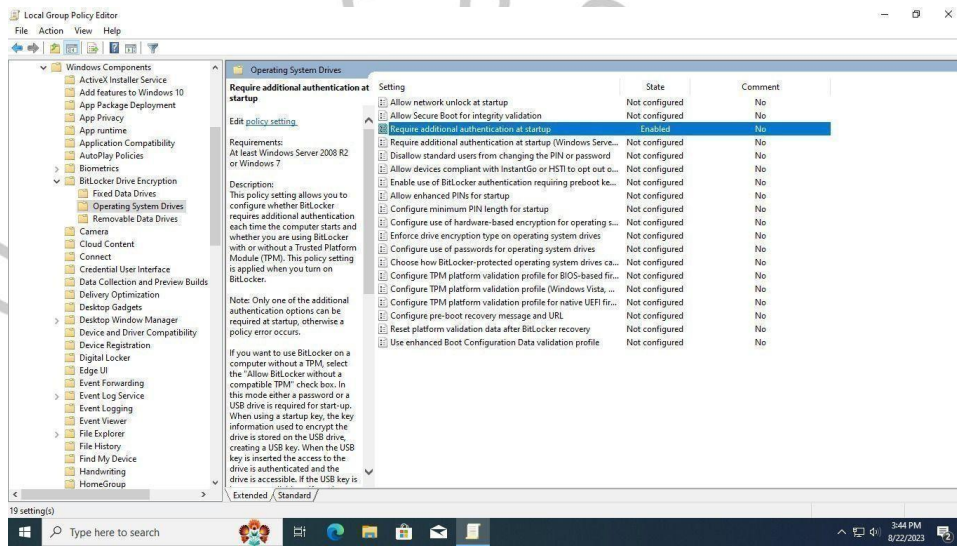 Local Group Policy Editor
File Action View Help
Windows Components
ActiveX Installer Service
Add features to Windows 10
App Package Deployment
App Privacy
App runtime
Application Compatibility
AutoPlay Policies
Biometrics
BitLocker Drive Encryption
Fixed Data Drives
Operating System Drives
Removable Data Drives
Camera
Cloud Content
Connect
Credential User Interface
Data Collection and Preview Builds
Delivery Optimization
Desktop Gadgets
Desktop Window Manager
Device and Driver Compatibility
Device Registration
Digital Locker
Edge UI
Event Forwarding
Event Log Service
Event Logging
Event Viewer
File Explorer
File History
Find My Device
Handwriting
HomeGroup
Operating System Drives
Require additional authentication at
startup
Edit policy setting
Requirements:
At least Windows Server 2008 R2
or Windows 7
Description:
This policy setting allows you to
configure whether BitLocker
requires additional authentication
each time the computer starts and
whether you are using BitLocker
with or without a Trusted Platform
Module (TPM). This policy setting
is applied when you turn on
BitLocker.
Note: Only one of the additional
authentication options can be
required at startup, otherwise a
policy error occurs.
If you want to use BitLocker on a
computer without a TPM, select
the "Allow BitLocker without a
compatible TPM" check box. In
this mode either a password or a
USB drive is required for start-up.
When using a startup key, the key
information used to encrypt the
drive is stored on the USB drive,
creating a USB key. When the USB
key is inserted the access to the
drive is authenticated and the
drive is accessible. If the USB key is
Setting State Comment
Allow network unlock at startup Not configured No
Allow Secure Boot for integrity validation Not configured No
Require additional authentication at startup Enabled No
Require additional authentication at startup (Windows Serve... Not configured No
Disallow standard users from changing the PIN or password Not configured No
Allow devices compliant with InstantGo or HSTI to opt out o... Not configured No
Enable use of BitLocker authentication requiring preboot ke... Not configured No
Allow enhanced PINs for startup Not configured No
Configure minimum PIN length for startup Not configured No
Configure use of hardware-based encryption for operating s... Not configured No
Enforce drive encryption type on operating system drives Not configured No
Configure use of passwords for operating system drives Not configured No
Choose how BitLocker-protected operating system drives ca... Not configured No
Configure TPM platform validation profile for BIOS-based fir... Not configured No
Configure TPM platform validation profile (Windows Vista, ... Not configured No
Configure TPM platform validation profile for native UEFI fir... Not configured No
Configure pre-boot recovery message and URL Not configured No
Reset platform validation data after BitLocker recovery Not configured No
Use enhanced Boot Configuration Data validation profile Not configured No
Extended Standard
19 setting(s)
Type here to search
3:44 PM
8/22/2023
2